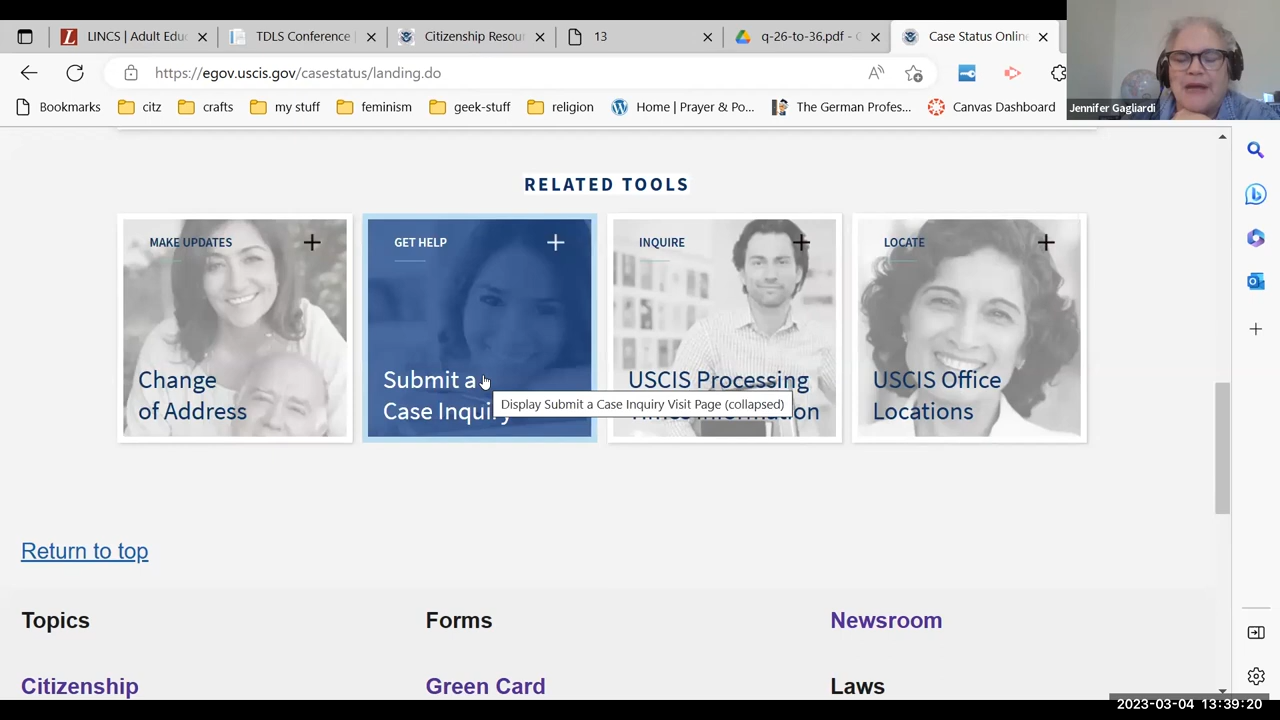 LINCS | Adult Edu
TDLS Conference
Citizenship Resou
13
q-26-to-36.pdf - G
Case Status Online
https://egov.uscis.gov/casestatus/landing.do
Bookmarks
citz
crafts
my stuff
feminism
geek-stuff
religion
Home | Prayer & Po...
The German Profes...
Canvas Dashboard
Jennifer Gagliardi
RELATED TOOLS
MAKE UPDATES
Change
of Address
GET HELP
Submit a
Case Inquiry
Display Submit a Case Inquiry Visit Page (collapsed)
INQUIRE
USCIS Processing
Times Information
LOCATE
USCIS Office
Locations
Return to top
Topics
Forms
Newsroom
Citizenship
Green Card
Laws
2023-03-04 13:39:20